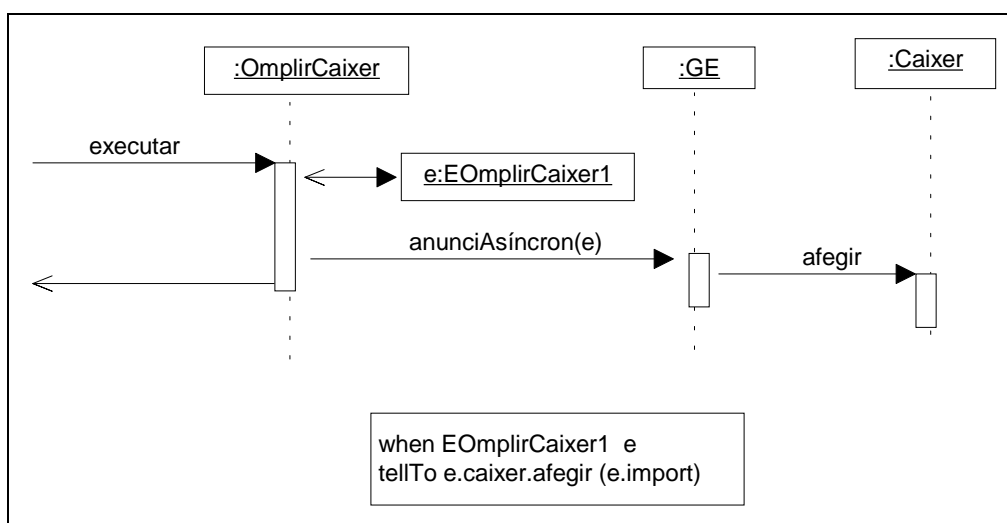 :OmplirCaixer
:GE
:Caixer
executar
e:EOmplirCaixer1
anunciAsíncron(e)
afegir
when EOmplirCaixer1 e
tellTo e.caixer.afegir (e.import)